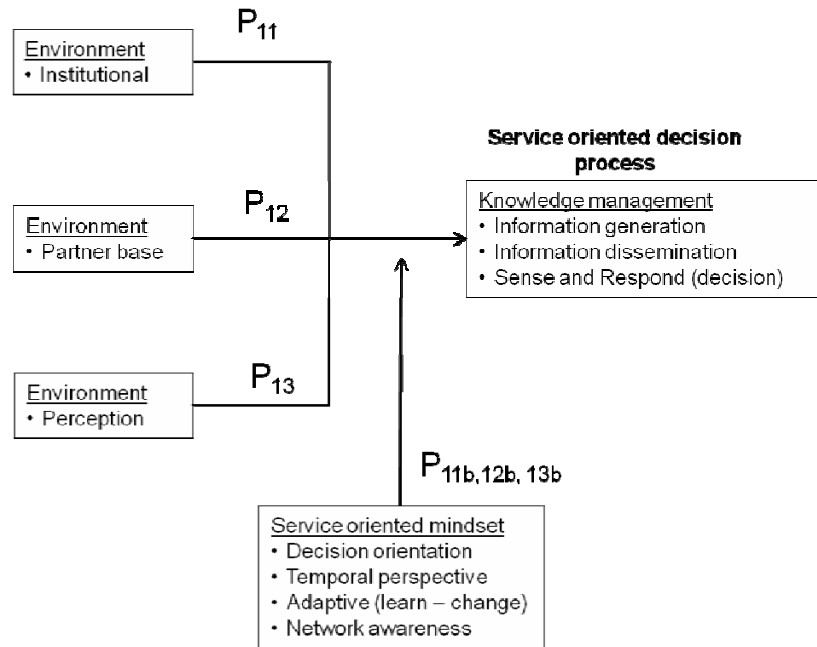 P11
Environment
• Institutional
Service oriented decision
process
P12
Environment
• Partner base
Knowledge management
• Information generation
• Information dissemination
• Sense and Respond (decision)
P13
Environment
• Perception
P11b, 12b, 13b
Service oriented mindset
• Decision orientation
• Temporal perspective
• Adaptive (learn – change)
• Network awareness